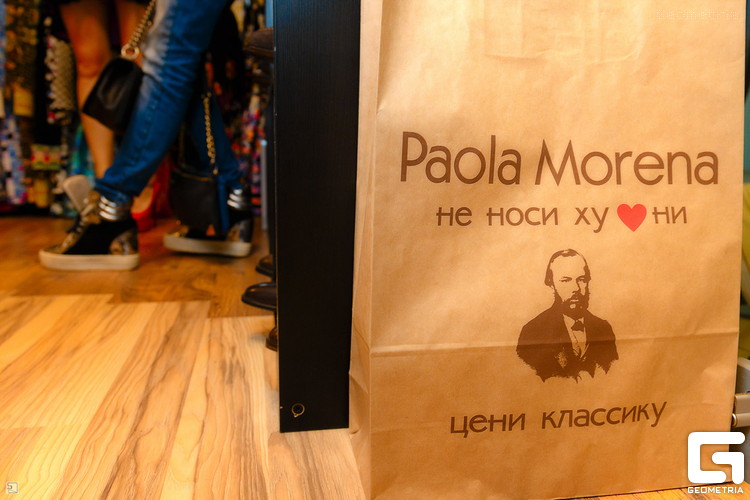 Paola Morena
не носи ху❤ни
цени классику
GEOMETRIA